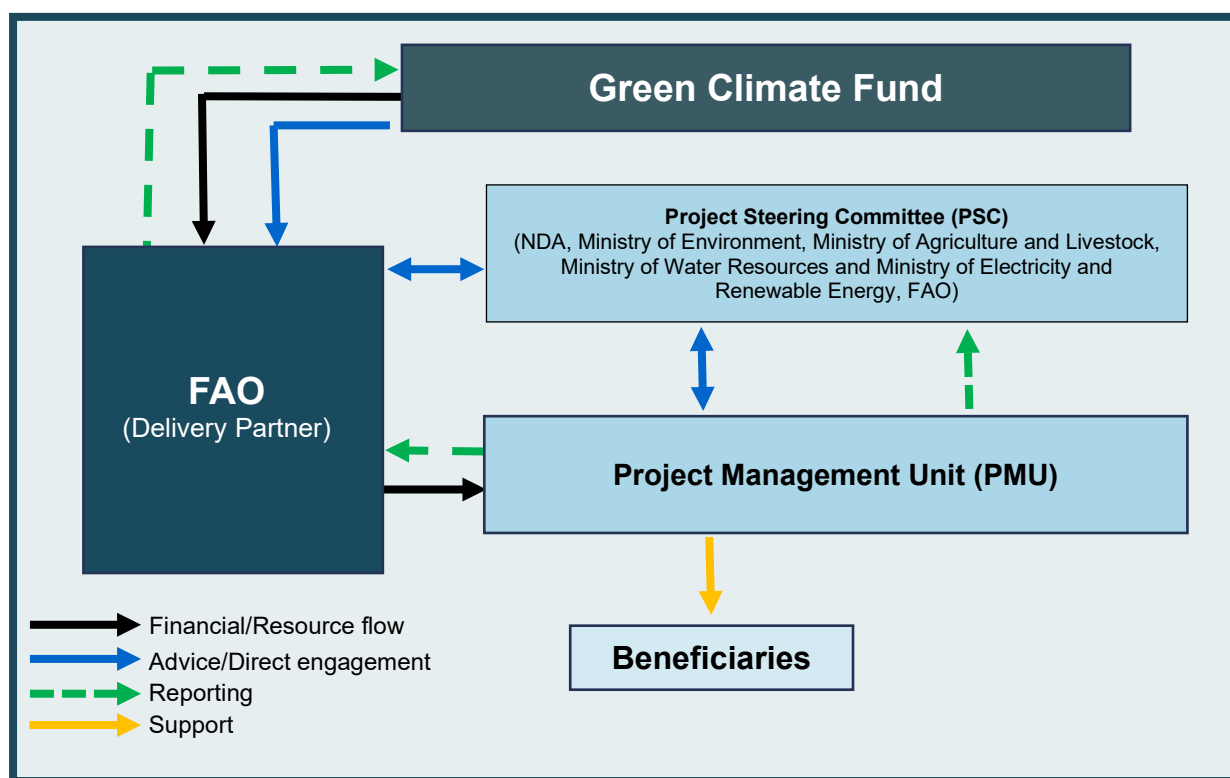 Green Climate Fund
Project Steering Committee (PSC)
(NDA, Ministry of Environment, Ministry of Agriculture and Livestock,
Ministry of Water Resources and Ministry of Electricity and
Renewable Energy, FAO)
FAO
(Delivery Partner)
Project Management Unit (PMU)
Beneficiaries
Financial/Resource flow
Advice/Direct engagement
Reporting
Support